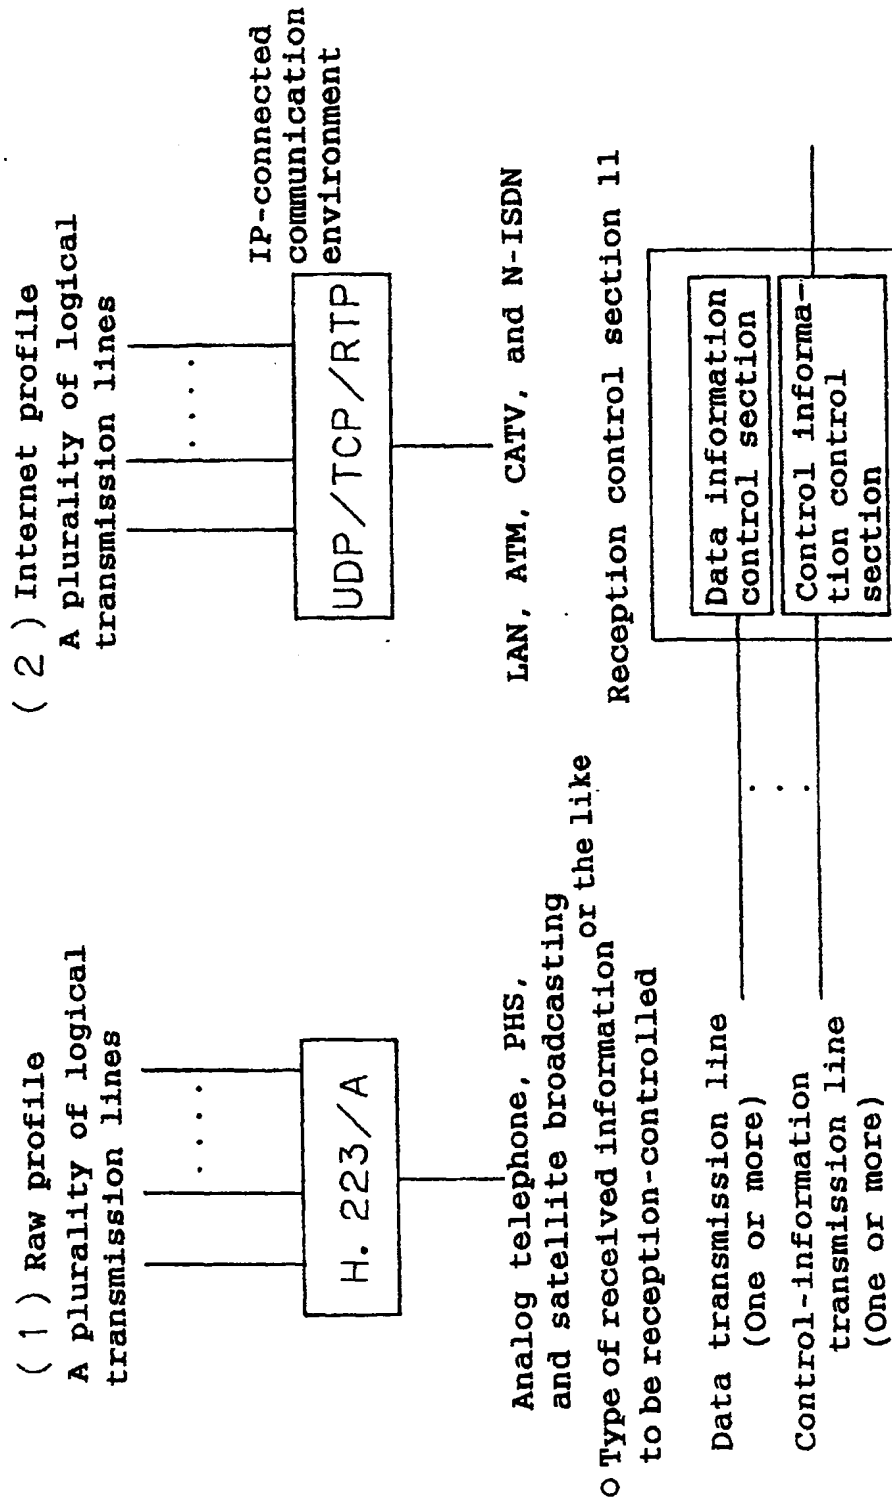 (1) Raw profile
A plurality of logical
transmission lines
. . . .
H. 223/A
Analog telephone, PHS,
and satellite broadcasting
or the like
(2) Internet profile
A plurality of logical
transmission lines
. . . .
UDP/TCP/RTP
IP-connected
communication
environment
LAN, ATM, CATV, and N-ISDN
o Type of received information
to be reception-controlled
Reception control section 11
Data transmission line
(One or more)
. . .
Control-information
transmission line
(One or more)
Data information
control section
Control informa-
tion control
section